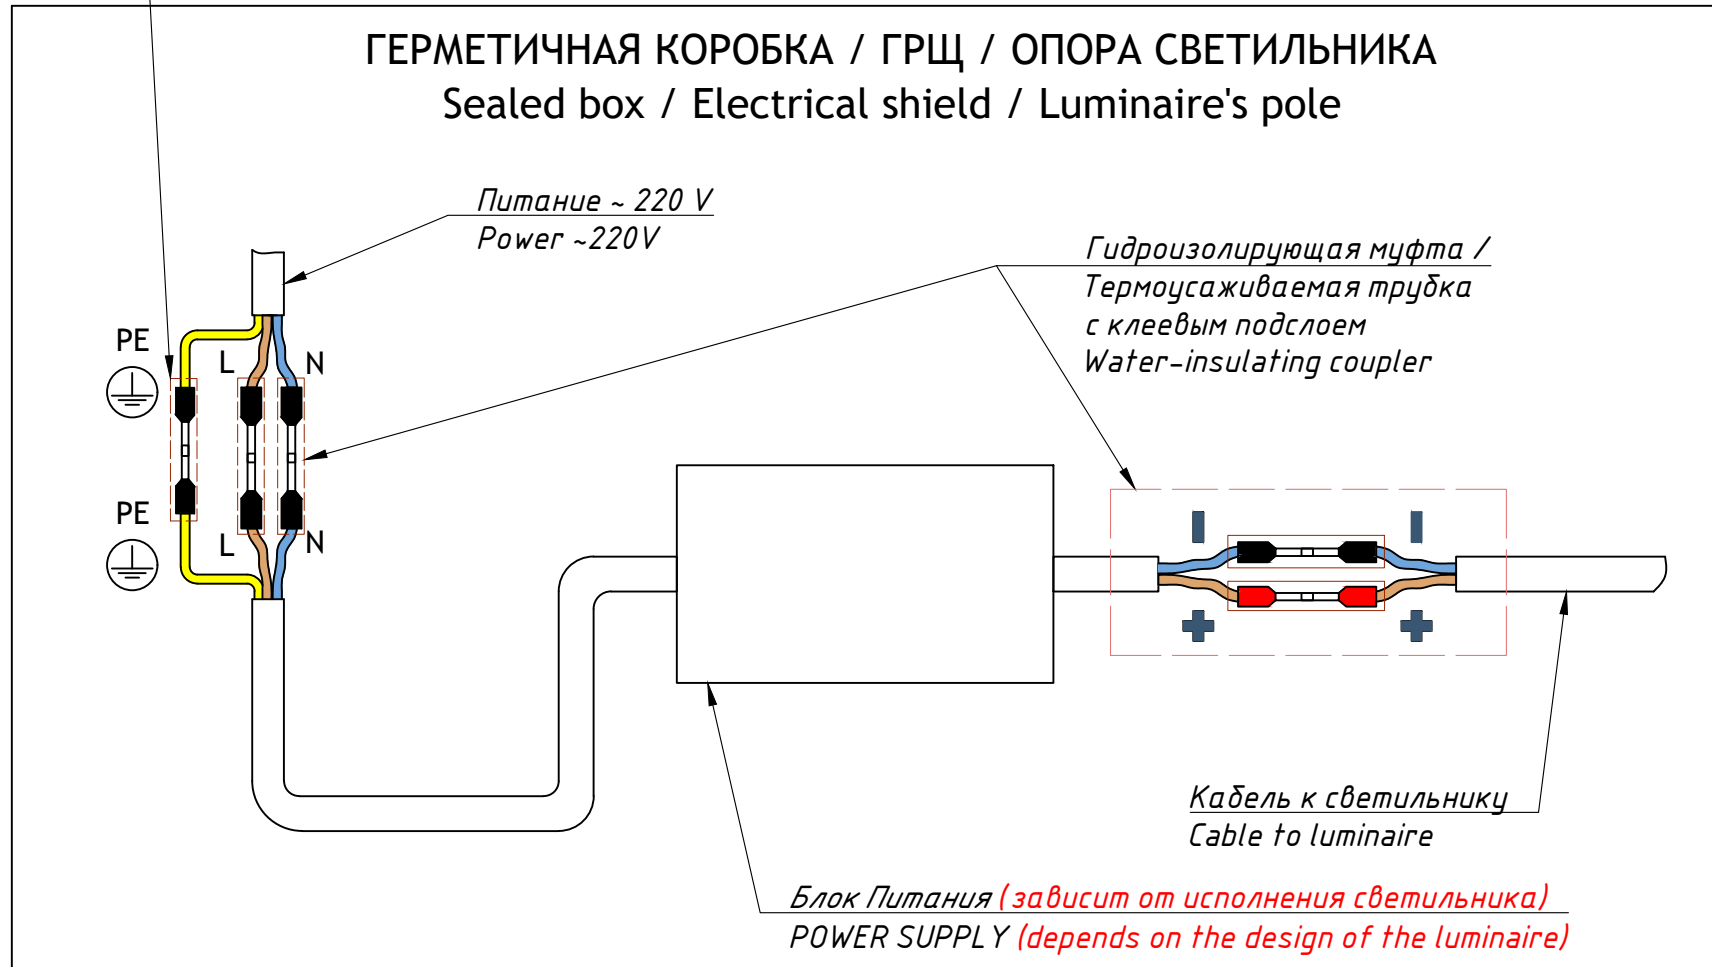 ГЕРМЕТИЧНАЯ КОРОБКА / ГРЩ / ОПОРА СВЕТИЛЬНИКА
Sealed box / Electrical shield / Luminaire's pole
Питание ~ 220 V
Power ~220V
Гидроизолирующая муфта /
Термоусаживаемая трубка
с клеевым подслоем
Water-insulating coupler
PE
L
N
PE
L
N
Кабель к светильнику
Cable to luminaire
Блок Питания (зависит от исполнения светильника)
POWER SUPPLY (depends on the design of the luminaire)